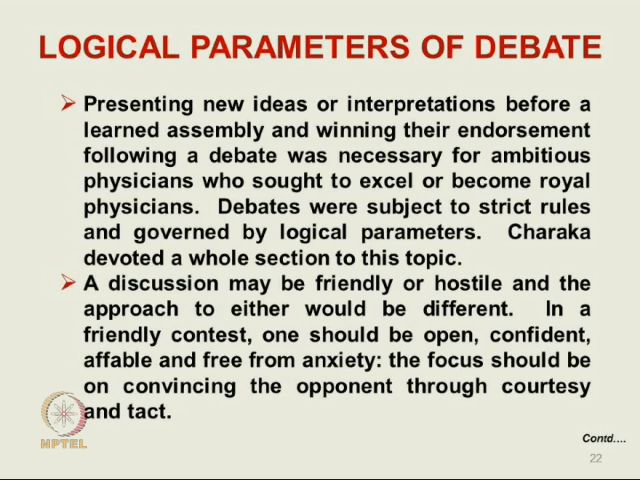 LOGICAL PARAMETERS OF DEBATE
Presenting new ideas or interpretations before a
learned assembly and winning their endorsement
following a debate was necessary for ambitious
physicians who sought to excel or become royal
physicians. Debates were subject to strict rules
and governed by logical parameters. Charaka
devoted a whole section to this topic.
A discussion may be friendly or hostile and the
approach to either would be different. In a
friendly contest, one should be open, confident,
affable and free from anxiety: the focus should be
on convincing the opponent through courtesy
and tact.
NPTEL
Contd....
22